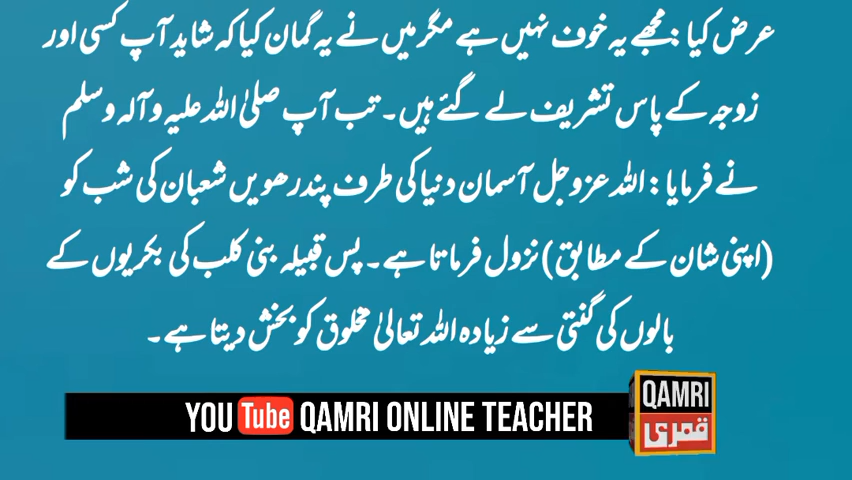 عرض کیا: مجھے یہ خوف نہیں ہے مگر میں نے یہ گمان کیا کہ شاید آپ کسی اور
زوجہ کے پاس تشریف لے گئے ہیں۔ تب آپ صلیٰ اللہ علیہ وآلہ وسلم
نے فرمایا: اللہ عزوجل آسمان دنیا کی طرف پندرھویں شعبان کی شب کو
(اپنی شان کے مطابق) نزول فرماتا ہے۔ پس قبیلہ بنی کلب کی بکریوں کے
بالوں کی گنتی سے زیادہ اللہ تعالیٰ مخلوق کو بخش دیتا ہے۔
YOU Tube QAMRI ONLINE TEACHER
QAMRI
قمری